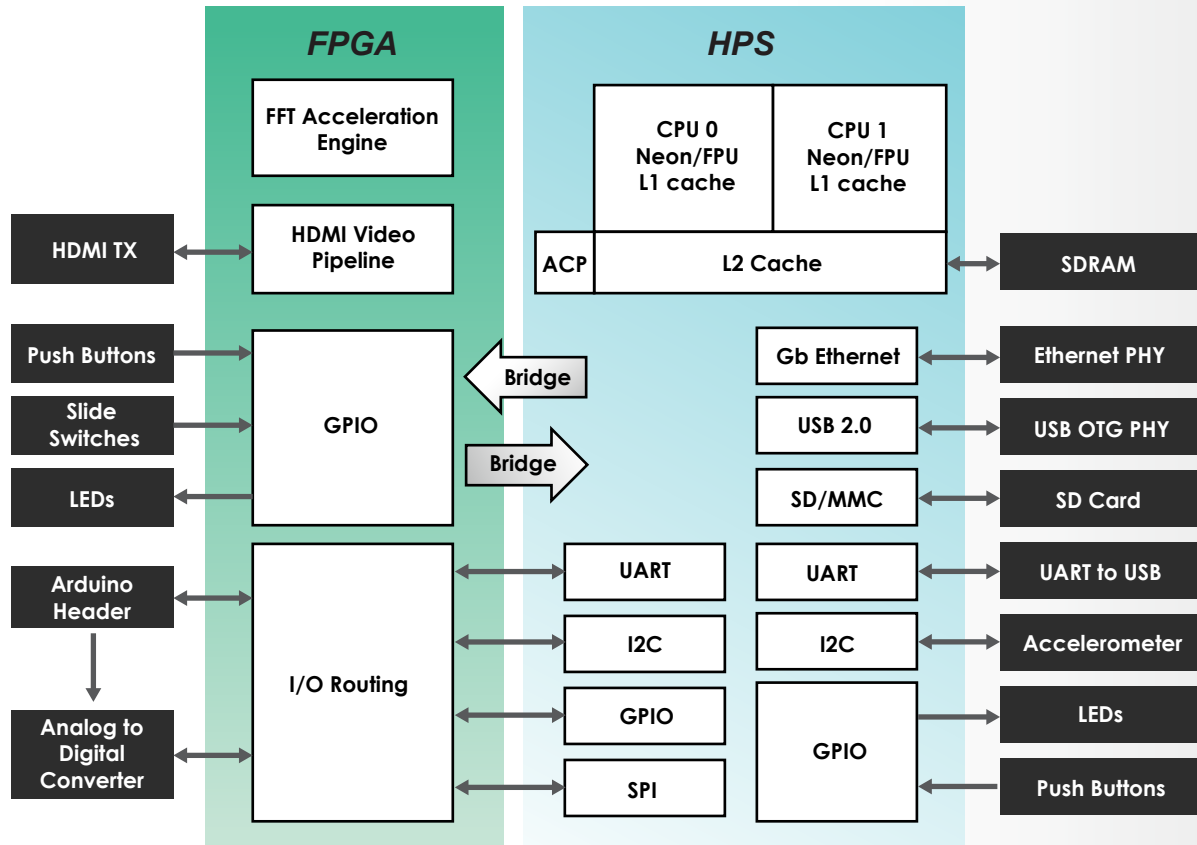 FPGA
HPS
FFT Acceleration
Engine
CPU 0
Neon/FPU
L1 cache
CPU 1
Neon/FPU
L1 cache
HDMI TX
HDMI Video
Pipeline
ACP
L2 Cache
SDRAM
Push Buttons
Slide
Switches
LEDs
GPIO
Bridge
Bridge
Gb Ethernet
Ethernet PHY
USB 2.0
USB OTG PHY
SD/MMC
SD Card
Arduino
Header
Analog to
Digital
Converter
I/O Routing
UART
I2C
GPIO
SPI
UART
UART to USB
I2C
Accelerometer
GPIO
LEDs
Push Buttons